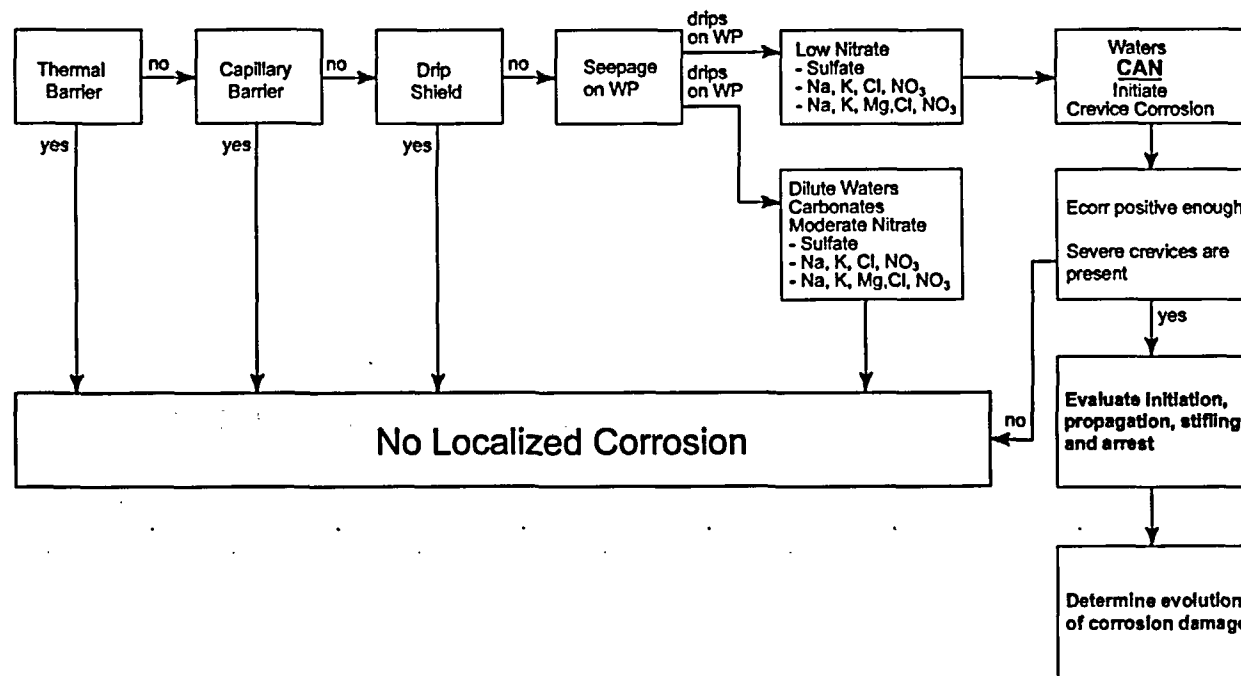 Thermal
Barrier
no
Capillary
Barrier
no
Drip
Shield
no
Seepage
on WP
drips
on WP
drips
on WP
Low Nitrate
- Sulfate
- Na, K, Cl, NO₃
- Na, K, Mg,Cl, NO₃
Waters
CAN
Initiate
Crevice Corrosion
yes
yes
yes
Dilute Waters
Carbonates
Moderate Nitrate
- Sulfate
- Na, K, Cl, NO₃
- Na, K, Mg,Cl, NO₃
Ecorr positive enough
Severe crevices are
present
yes
no
No Localized Corrosion
Evaluate initiation,
propagation, stifling
and arrest
Determine evolution
of corrosion damage